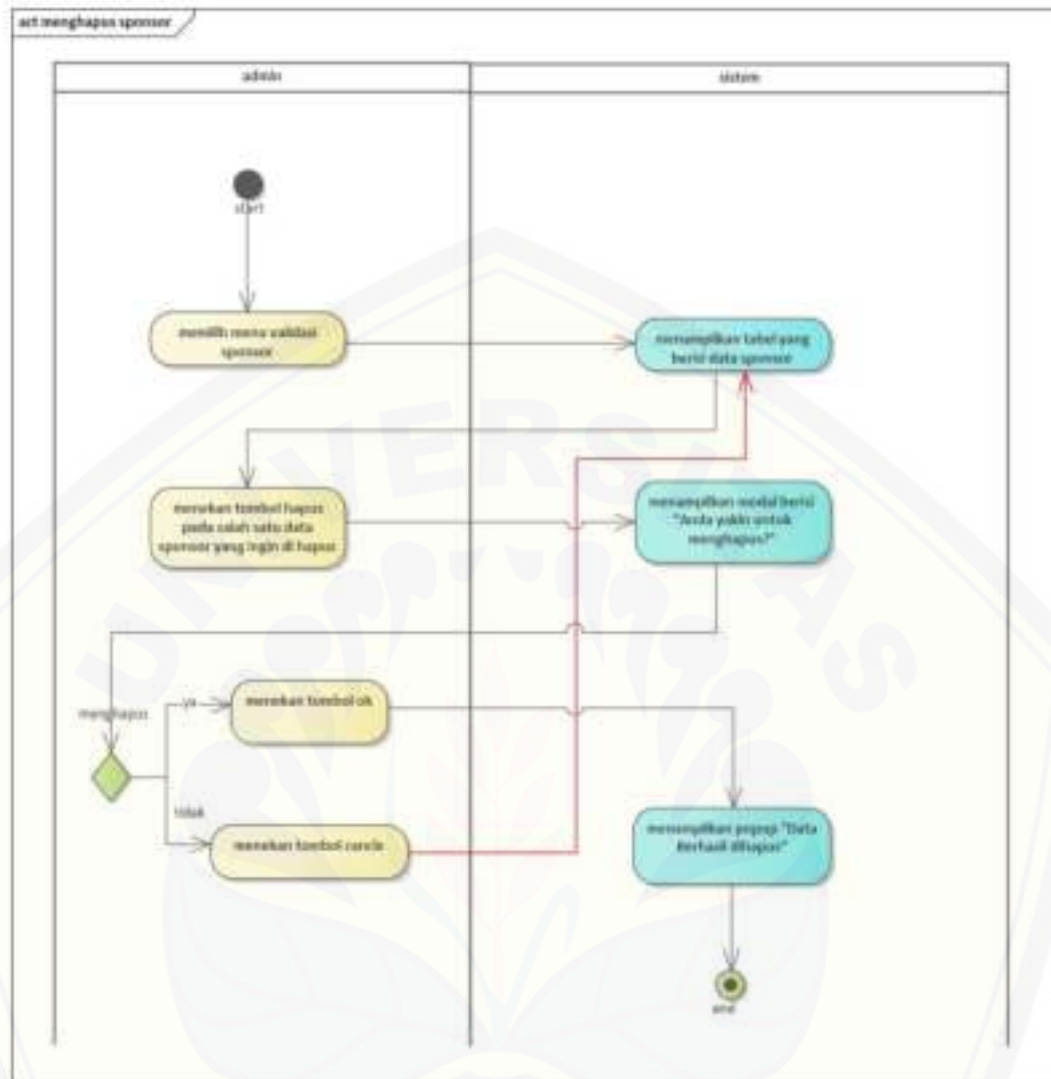 act menghapus sponsor
admin
sistem
start
memilih menu validasi
sponsor
menampilkan tabel yang
berisi data sponsor
menekan tombol hapus
pada salah satu data
sponsor yang ingin di hapus
menampilkan modal berisi
"Anda yakin untuk
menghapus?"
menghapus
ya
menekan tombol ok
tidak
menekan tombol cancle
menampilkan popup "Data
Berhasil dihapus"
end
UNIVERSITAS